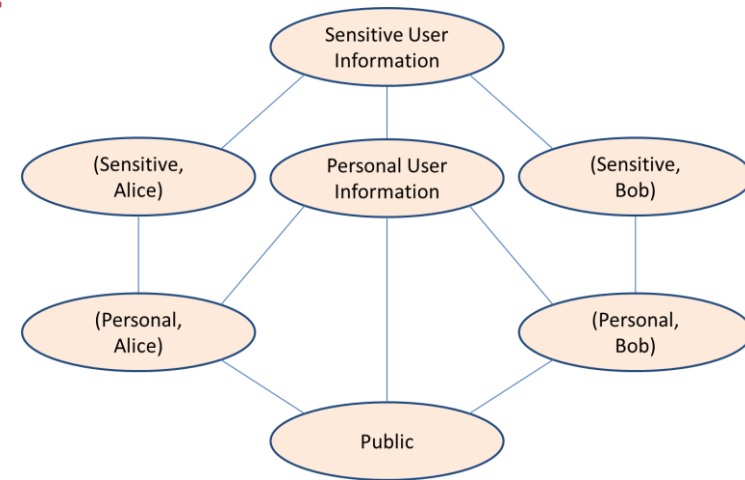 Sensitive User
Information
(Sensitive,
Alice)
Personal User
Information
(Sensitive,
Bob)
(Personal,
Alice)
(Personal,
Bob)
Public